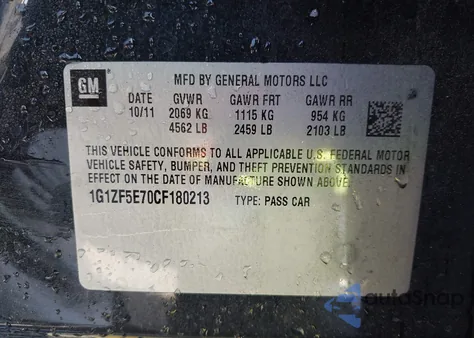 GM
MFD BY GENERAL MOTORS LLC
10/11 GVWR GAWR FRT GAWR RR
2069 KG 1115 KG 954 KG
4562 LB 2459 LB 2103 LB
THIS VEHICLE CONFORMS TO ALL APPLICABLE U.S. FEDERAL MOTOR
VEHICLE SAFETY, BUMPER, AND THEFT PREVENTION STANDARDS IN
EFFECT ON THE DATE OF MANUFACTURE SHOWN ABOVE.
1G1ZF5E70CF180213 TYPE: PASS CAR
autoSnap